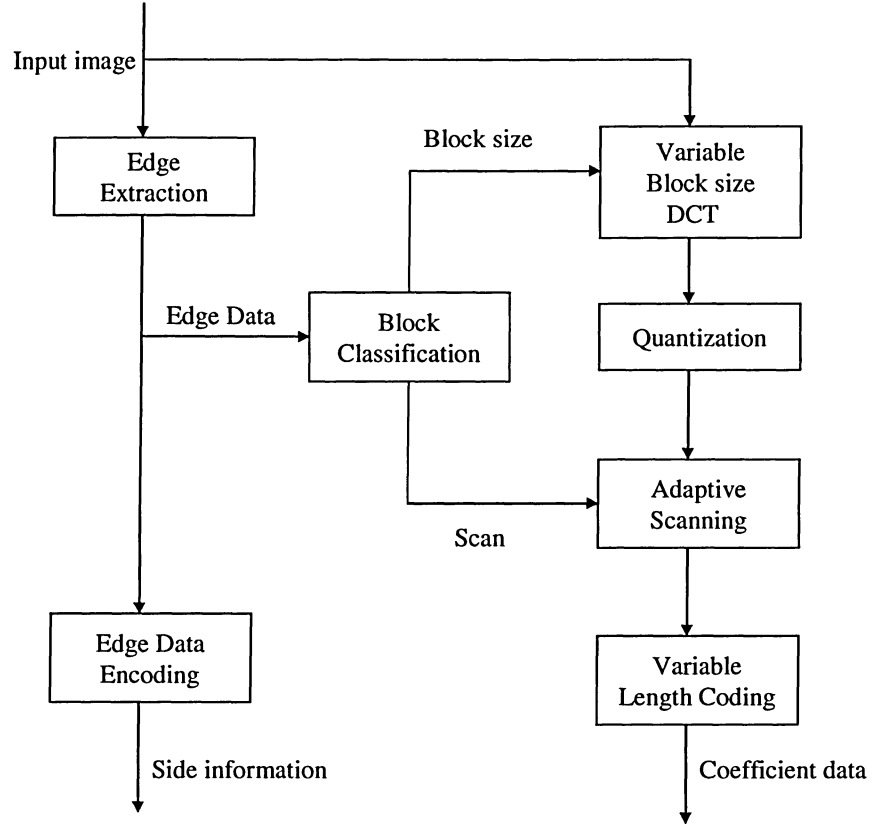 Input image
Edge
Extraction
Block size
Variable
Block size
DCT
Edge Data
Block
Classification
Quantization
Scan
Adaptive
Scanning
Edge Data
Encoding
Variable
Length Coding
Side information
Coefficient data